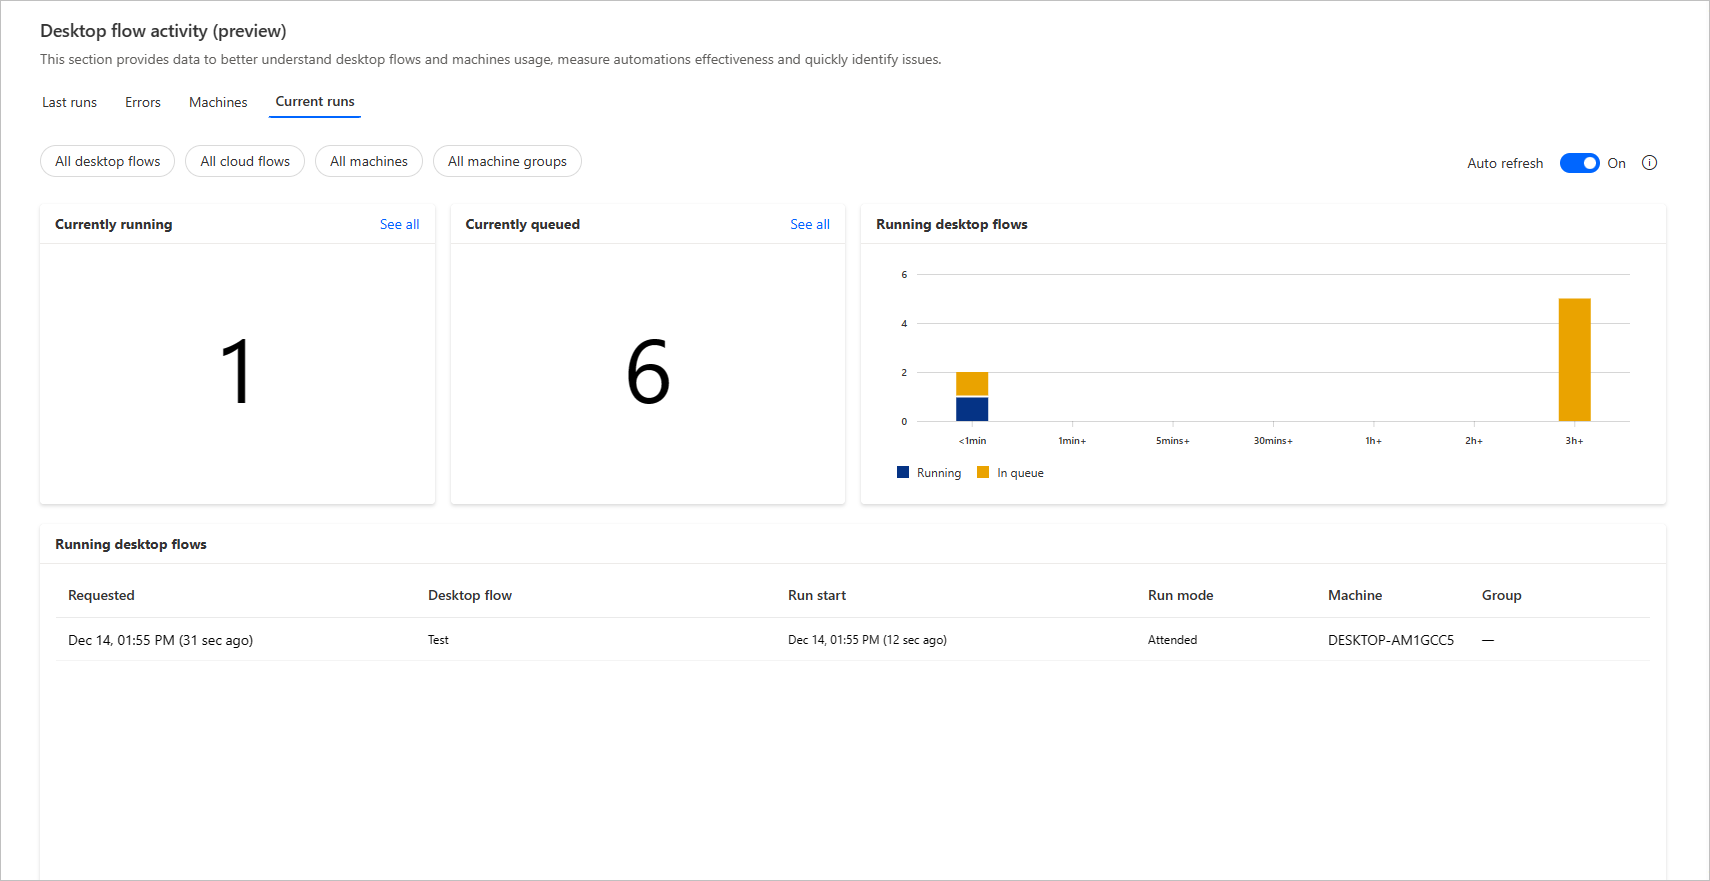 Desktop flow activity (preview)
This section provides data to better understand desktop flows and machines usage, measure automations effectiveness and quickly identify issues.
Last runs Errors Machines Current runs
All desktop flows All cloud flows All machines All machine groups Auto refresh On
Currently running See all Currently queued See all Running desktop flows
1
6
6
4
2
0
<1min 1min+ 5mins+ 30mins+ 1h+ 2h+ 3h+
Running In queue
Running desktop flows
Requested Desktop flow Run start Run mode Machine Group
Dec 14, 01:55 PM (31 sec ago) Test Dec 14, 01:55 PM (12 sec ago) Attended DESKTOP-AM1GCC5 —